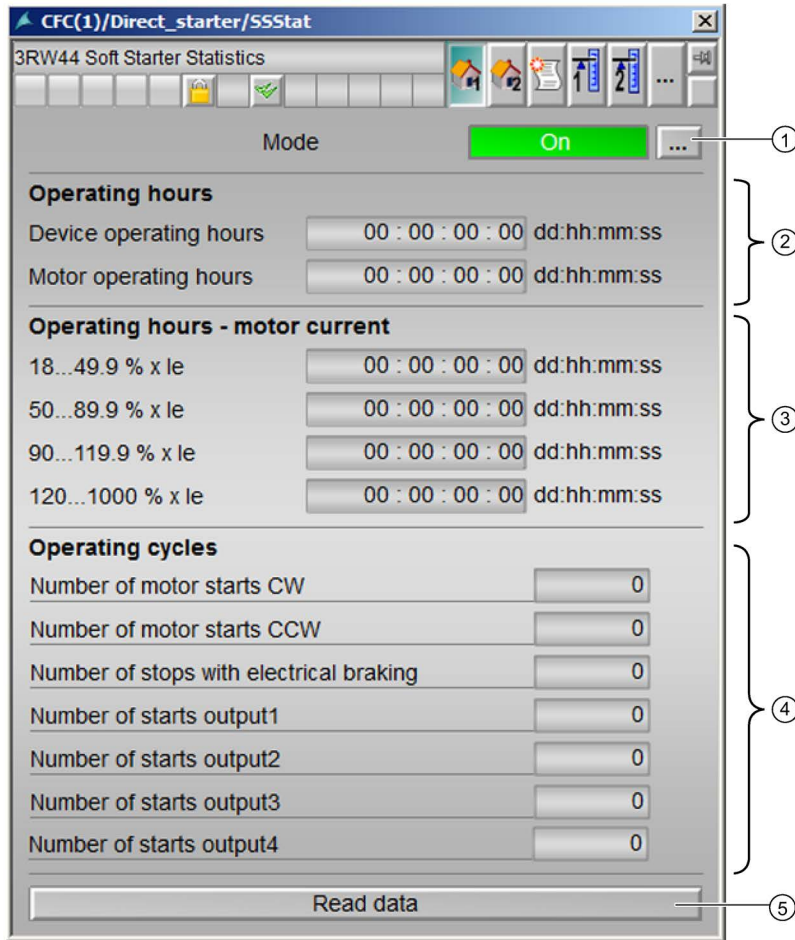 CFC(1)/Direct_starter/SSStat
3RW44 Soft Starter Statistics
1 2 1 2 ...
Mode On ... 1
Operating hours
Device operating hours 00 : 00 : 00 : 00 dd:hh:mm:ss
2
Motor operating hours 00 : 00 : 00 : 00 dd:hh:mm:ss
Operating hours - motor current
18...49.9 % x Ie 00 : 00 : 00 : 00 dd:hh:mm:ss
50...89.9 % x Ie 00 : 00 : 00 : 00 dd:hh:mm:ss
3
90...119.9 % x Ie 00 : 00 : 00 : 00 dd:hh:mm:ss
120...1000 % x Ie 00 : 00 : 00 : 00 dd:hh:mm:ss
Operating cycles
Number of motor starts CW 0
Number of motor starts CCW 0
Number of stops with electrical braking 0
Number of starts output1 0
4
Number of starts output2 0
Number of starts output3 0
Number of starts output4 0
Read data 5